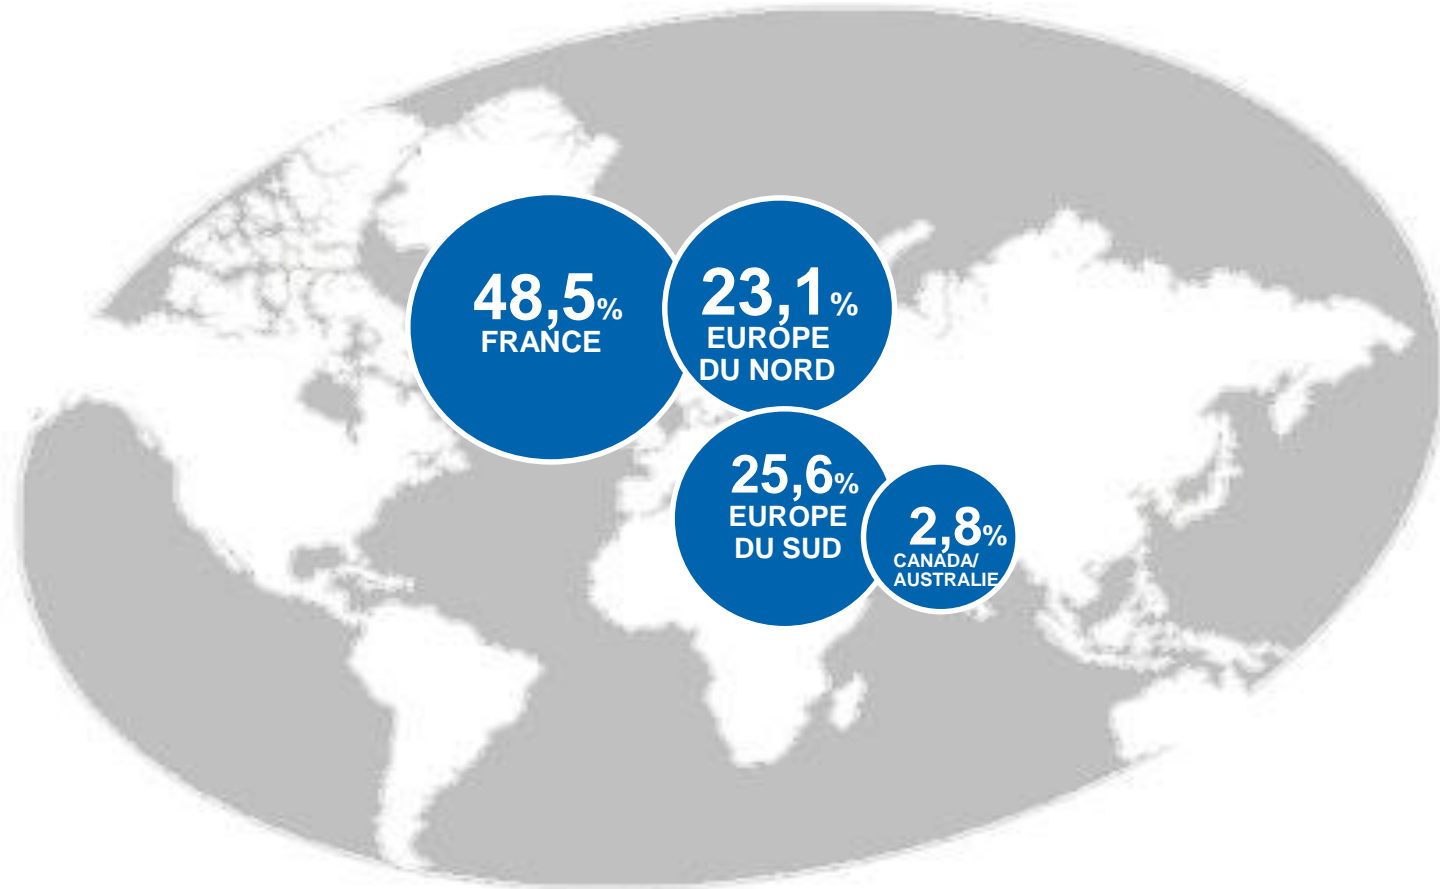 48,5%
FRANCE
23,1%
EUROPE
DU NORD
25,6%
EUROPE
DU SUD
2,8%
CANADA/
AUSTRALIE